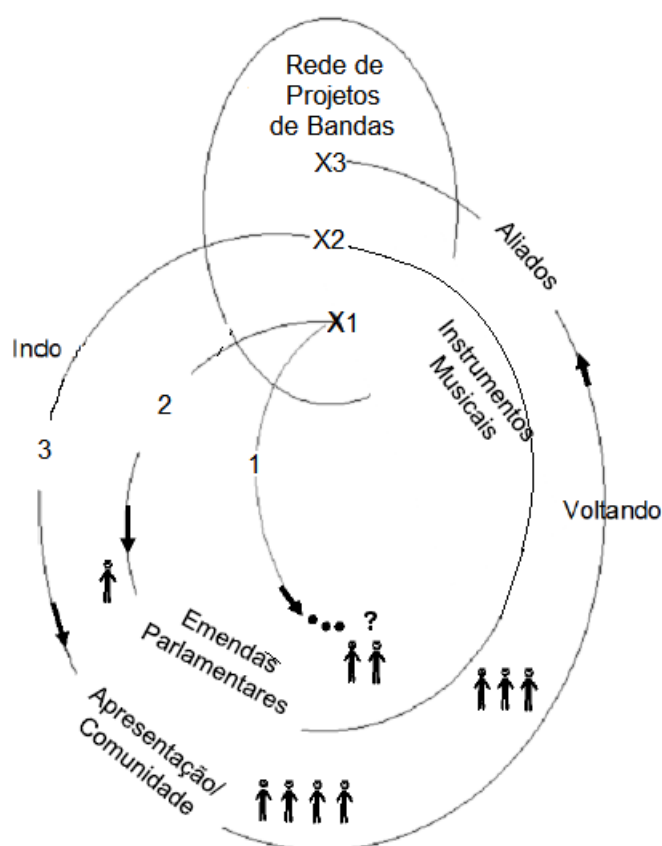 Rede de
Projetos
de Bandas
X3
Aliados
X2
X1
Instrumentos
Musicais
Indo
2
3
1
Voltando
?
Emendas
Parlamentares
Apresentação/
Comunidade